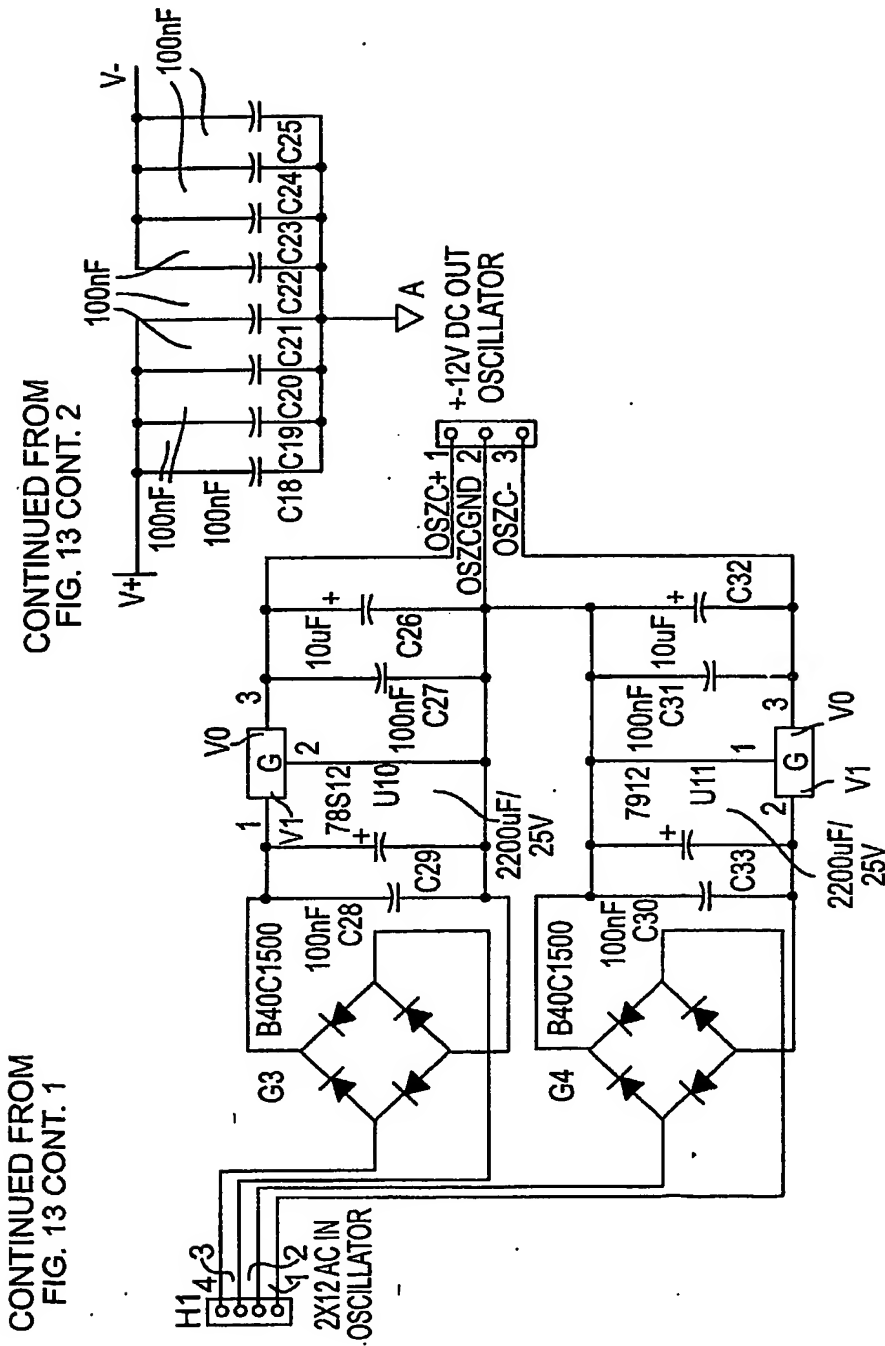 CONTINUED FROM
FIG. 13 CONT. 1
CONTINUED FROM
FIG. 13 CONT. 2
V+
V-
100nF
100nF
100nF
100nF
C18
C19
C20
C21
C22
C23
C24
C25
A
H1
4
3
2
1
2X12 AC IN
OSCILLATOR
G3
B40C1500
100nF
C28
C29
2200uF/
25V
1
V1
G
V0
3
2
78S12
U10
100nF
C27
10uF
C26
+
+
OSZC+
1
OSZCGND
2
OSZC-
3
+-12V DC OUT
OSCILLATOR
G4
B40C1500
100nF
C30
C33
2200uF/
25V
2
V1
G
V0
3
1
7912
U11
100nF
C31
10uF
C32
+
+